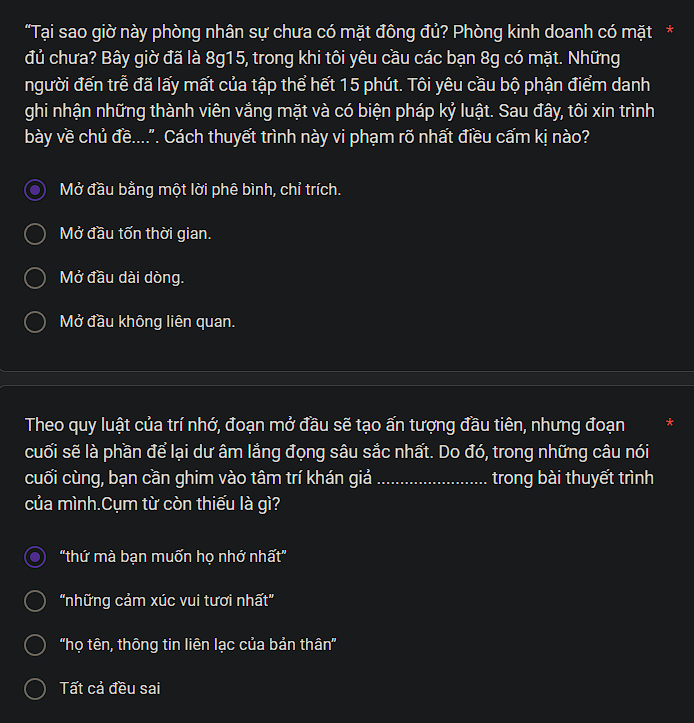 “Tại sao giờ này phòng nhân sự chưa có mặt đông đủ? Phòng kinh doanh có mặt *
đủ chưa? Bây giờ đã là 8g15, trong khi tôi yêu cầu các bạn 8g có mặt. Những
người đến trễ đã lấy mất của tập thể hết 15 phút. Tôi yêu cầu bộ phận điểm danh
ghi nhận những thành viên vắng mặt và có biện pháp kỷ luật. Sau đây, tôi xin trình
bày về chủ đề....”. Cách thuyết trình này vi phạm rõ nhất điều cấm kị nào?
Mở đầu bằng một lời phê bình, chỉ trích.
Mở đầu tốn thời gian.
Mở đầu dài dòng.
Mở đầu không liên quan.
Theo quy luật của trí nhớ, đoạn mở đầu sẽ tạo ấn tượng đầu tiên, nhưng đoạn *
cuối sẽ là phần để lại dư âm lắng đọng sâu sắc nhất. Do đó, trong những câu nói
cuối cùng, bạn cần ghim vào tâm trí khán giả ........................ trong bài thuyết trình
của mình.Cụm từ còn thiếu là gì?
“thứ mà bạn muốn họ nhớ nhất”
“những cảm xúc vui tươi nhất”
“họ tên, thông tin liên lạc của bản thân”
Tất cả đều sai